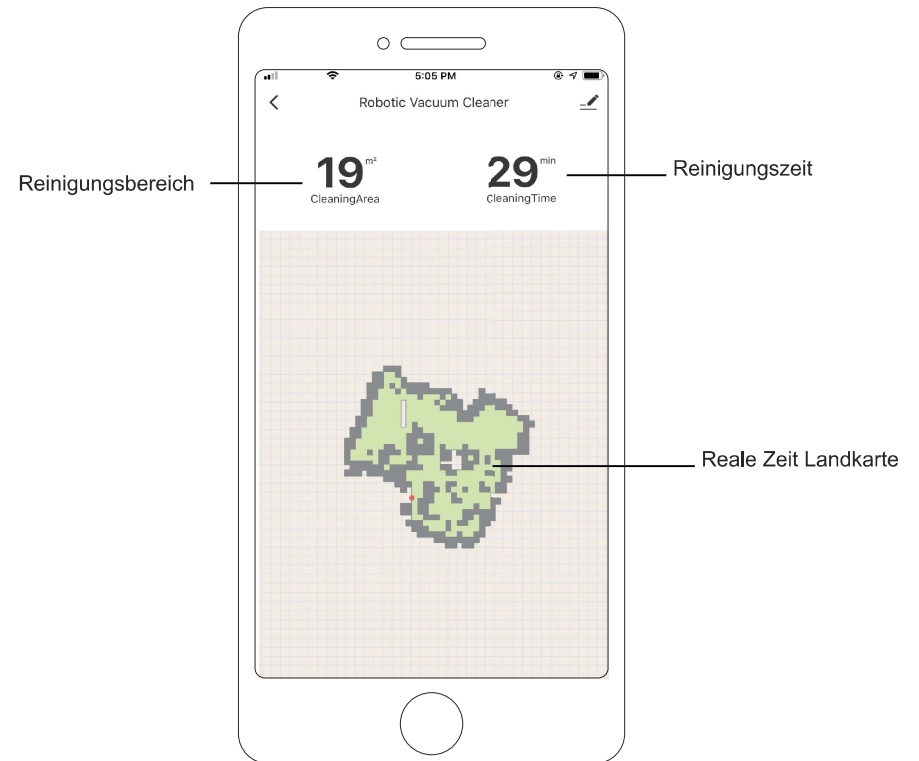 5:05 PM
Robotic Vacuum Cleaner
19 m²
CleaningArea
29 min
CleaningTime
Reinigungsbereich
Reinigungszeit
Reale Zeit Landkarte